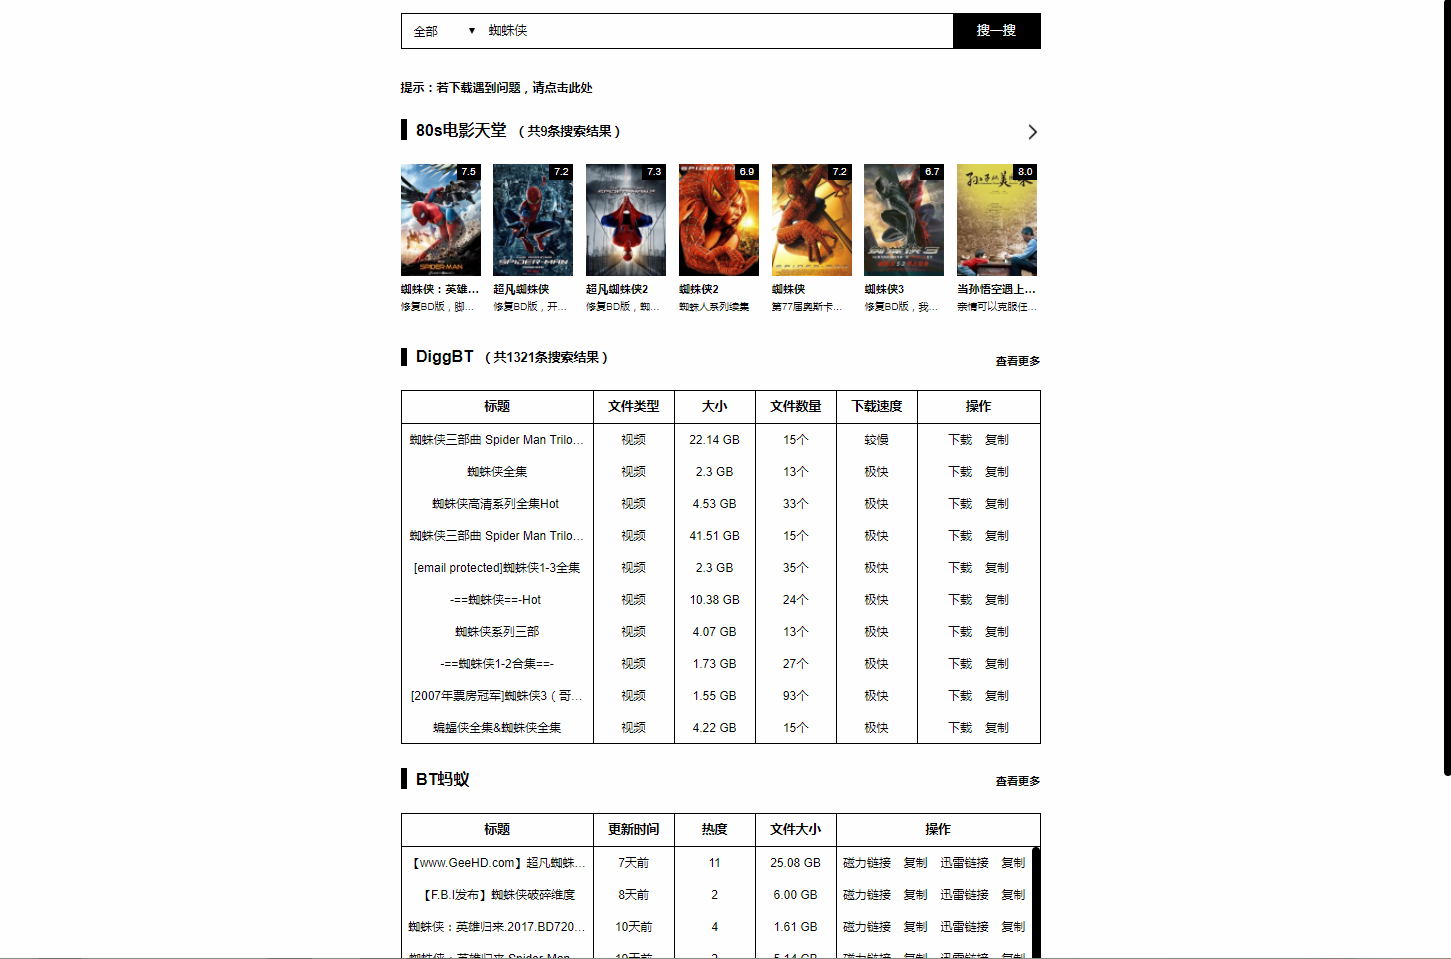 全部 ▼ 蜘蛛侠 搜一搜
提示：若下载遇到问题，请点击此处
80s电影天堂 （共9条搜索结果）
7.5 7.2 7.3 6.9 7.2 6.7 8.0
蜘蛛侠：英雄... 超凡蜘蛛侠 超凡蜘蛛侠2 蜘蛛侠2 蜘蛛侠 蜘蛛侠3 当孙悟空遇上...
修复BD版，脚... 修复BD版，开... 修复BD版，蜘... 蜘蛛人系列续集 第77届奥斯卡... 修复BD版，我... 亲情可以克服任...
DiggBT （共1321条搜索结果） 查看更多
标题 文件类型 大小 文件数量 下载速度 操作
蜘蛛侠三部曲 Spider Man Trilo... 视频 22.14 GB 15个 较慢 下载 复制
蜘蛛侠全集 视频 2.3 GB 13个 极快 下载 复制
蜘蛛侠高清系列全集Hot 视频 4.53 GB 33个 极快 下载 复制
蜘蛛侠三部曲 Spider Man Trilo... 视频 41.51 GB 15个 极快 下载 复制
[email protected]蜘蛛侠1-3全集 视频 2.3 GB 35个 极快 下载 复制
-==蜘蛛侠==-Hot 视频 10.38 GB 24个 极快 下载 复制
蜘蛛侠系列三部 视频 4.07 GB 13个 极快 下载 复制
-==蜘蛛侠1-2合集==- 视频 1.73 GB 27个 极快 下载 复制
[2007年票房冠军]蜘蛛侠3（哥... 视频 1.55 GB 93个 极快 下载 复制
蝙蝠侠全集&蜘蛛侠全集 视频 4.22 GB 15个 极快 下载 复制
BT蚂蚁 查看更多
标题 更新时间 热度 文件大小 操作
【www.GeeHD.com】超凡蜘蛛... 7天前 11 25.08 GB 磁力链接 复制 迅雷链接 复制
【F.B.I发布】蜘蛛侠破碎维度 8天前 2 6.00 GB 磁力链接 复制 迅雷链接 复制
蜘蛛侠：英雄归来.2017.BD720... 10天前 4 1.61 GB 磁力链接 复制 迅雷链接 复制